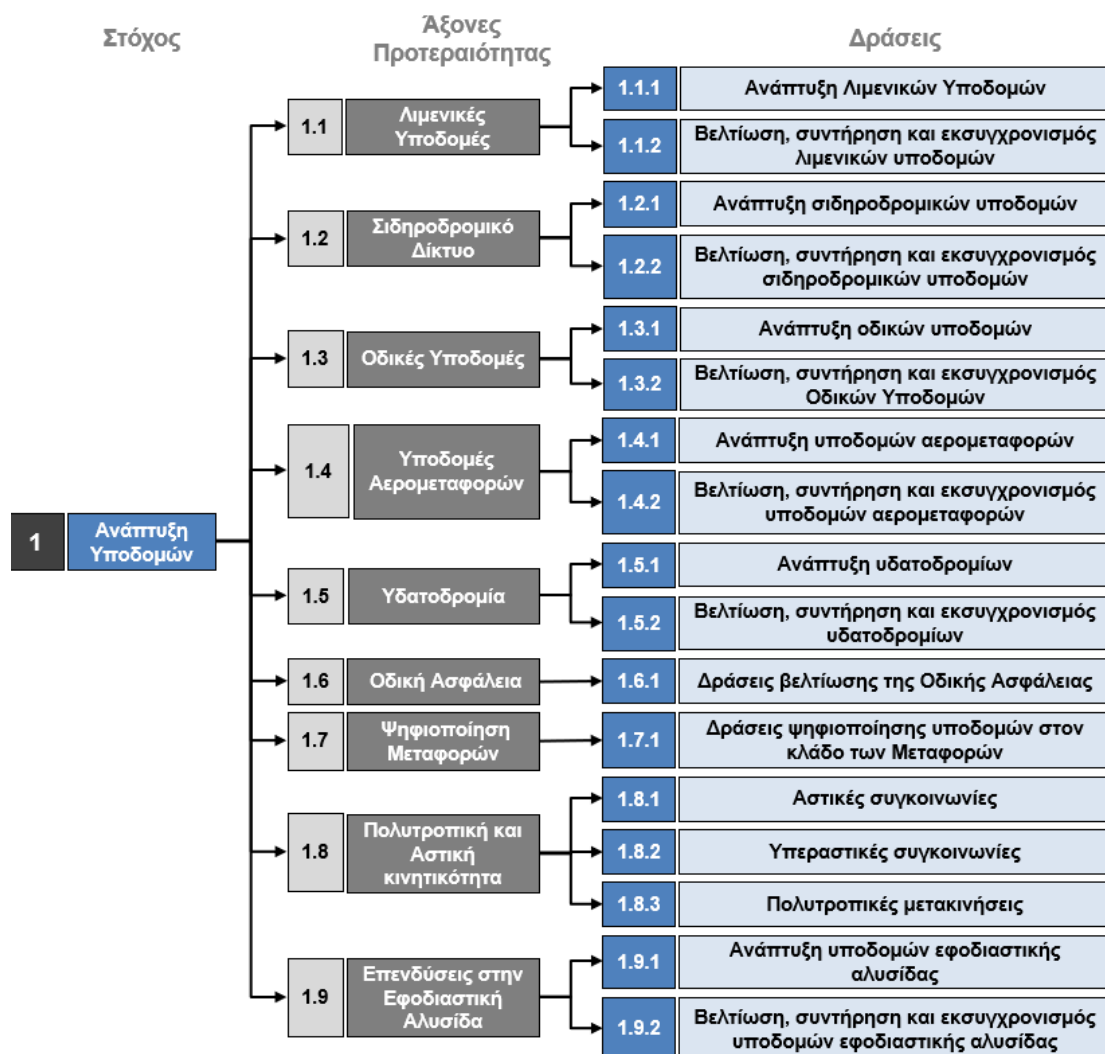 Στόχος
Άξονες
Προτεραιότητας
Δράσεις
1
Ανάπτυξη
Υποδομών
1.1
Λιμενικές
Υποδομές
1.1.1
Ανάπτυξη Λιμενικών Υποδομών
1.1.2
Βελτίωση, συντήρηση και εκσυγχρονισμός
λιμενικών υποδομών
1.2
Σιδηροδρομικό
Δίκτυο
1.2.1
Ανάπτυξη σιδηροδρομικών υποδομών
1.2.2
Βελτίωση, συντήρηση και εκσυγχρονισμός
σιδηροδρομικών υποδομών
1.3
Οδικές Υποδομές
1.3.1
Ανάπτυξη οδικών υποδομών
1.3.2
Βελτίωση, συντήρηση και εκσυγχρονισμός
Οδικών Υποδομών
1.4
Υποδομές
Αερομεταφορών
1.4.1
Ανάπτυξη υποδομών αερομεταφορών
1.4.2
Βελτίωση, συντήρηση και εκσυγχρονισμός
υποδομών αερομεταφορών
1.5
Υδατοδρομία
1.5.1
Ανάπτυξη υδατοδρομίων
1.5.2
Βελτίωση, συντήρηση και εκσυγχρονισμός
υδατοδρομίων
1.6
Οδική Ασφάλεια
1.6.1
Δράσεις βελτίωσης της Οδικής Ασφάλειας
1.7
Ψηφιοποίηση
Μεταφορών
1.7.1
Δράσεις ψηφιοποίησης υποδομών στον
κλάδο των Μεταφορών
1.8
Πολυτροπική και
Αστική
κινητικότητα
1.8.1
Αστικές συγκοινωνίες
1.8.2
Υπεραστικές συγκοινωνίες
1.8.3
Πολυτροπικές μετακινήσεις
1.9
Επενδύσεις στην
Εφοδιαστική
Αλυσίδα
1.9.1
Ανάπτυξη υποδομών εφοδιαστικής
αλυσίδας
1.9.2
Βελτίωση, συντήρηση και εκσυγχρονισμός
υποδομών εφοδιαστικής αλυσίδας